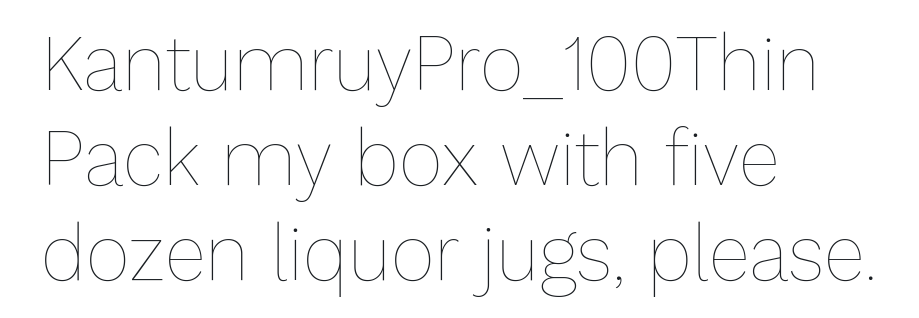 KantumruyPro_100Thin
Pack my box with five
dozen liquor jugs, please.